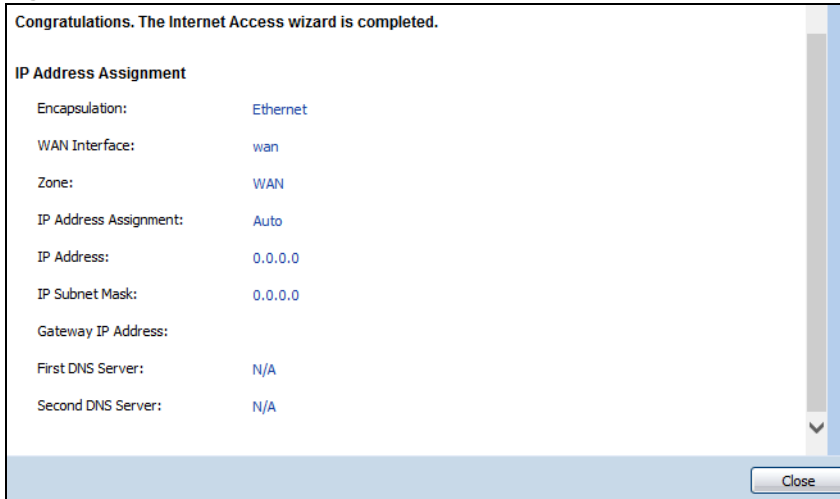 Congratulations. The Internet Access wizard is completed.
IP Address Assignment
Encapsulation: Ethernet
WAN Interface: wan
Zone: WAN
IP Address Assignment: Auto
IP Address: 0.0.0.0
IP Subnet Mask: 0.0.0.0
Gateway IP Address:
First DNS Server: N/A
Second DNS Server: N/A
Close